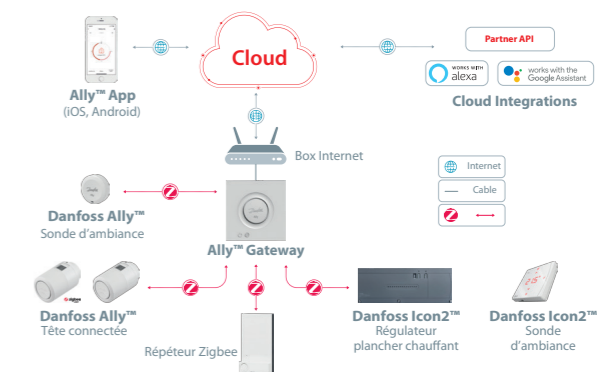 Cloud
Partner API
WORKS WITH
alexa
works with the
Google Assistant
Cloud Integrations
Ally™ App
(iOS, Android)
Box Internet
Internet
Cable
Danfoss Ally™
Sonde d'ambiance
Ally™ Gateway
Danfoss Ally™
Tête connectée
Répéteur Zigbee
Danfoss Icon2™
Régulateur
plancher chauffant
Danfoss Icon2™
Sonde
d'ambiance